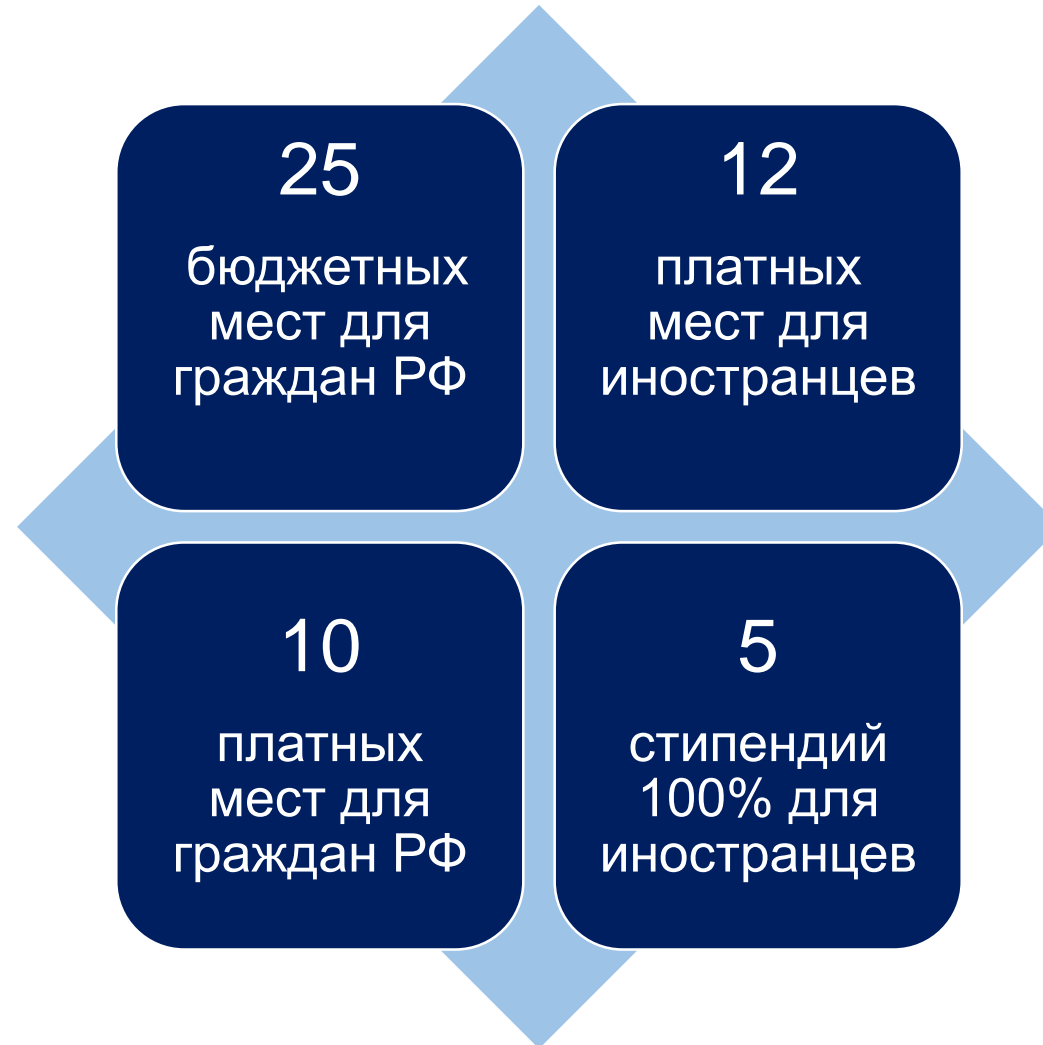 25
бюджетных
мест для
граждан РФ
12
платных
мест для
иностранцев
10
платных
мест для
граждан РФ
5
стипендий
100% для
иностранцев